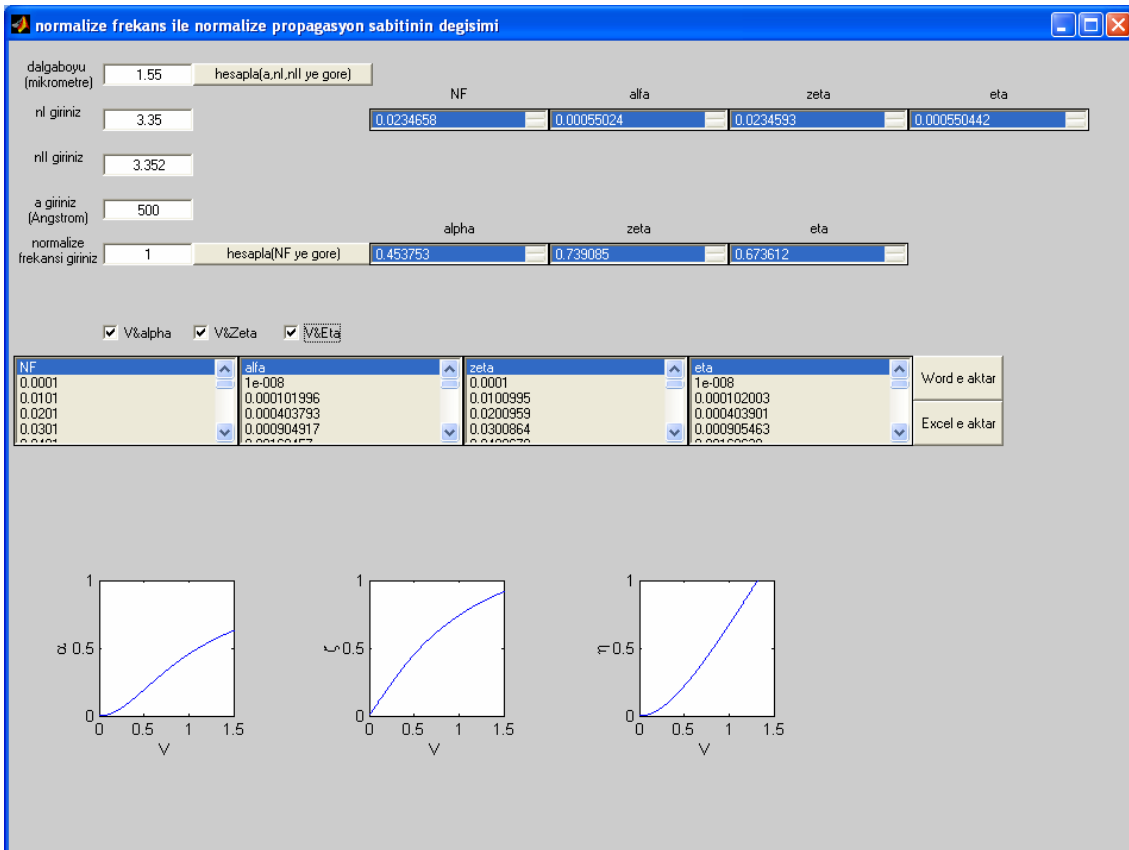 normalize frekans ile normalize propagasyon sabitinin degisimi
dalgaboyu
(mikrometre)
1.55
hesapla(a,nI,nII ye gore)
NF alfa zeta eta
nI giriniz
3.35
0.0234658 0.00055024 0.0234593 0.000550442
nII giriniz
3.352
a giriniz
(Angstrom)
500
alpha zeta eta
normalize
frekansi giriniz
1
hesapla(NF ye gore)
0.453753 0.739085 0.673612
V&alpha V&Zeta V&Eta
NF alfa zeta eta
0.0001 1e-008 0.0001 1e-008
0.0101 0.000101996 0.0100995 0.000102003
0.0201 0.000403793 0.0200959 0.000403901
0.0301 0.000904917 0.0300864 0.000905463
Word e aktar
Excel e aktar
1 1 1
α 0.5 ζ 0.5 η 0.5
0 0 0
0 0.5 1 1.5 0 0.5 1 1.5 0 0.5 1 1.5
V V V